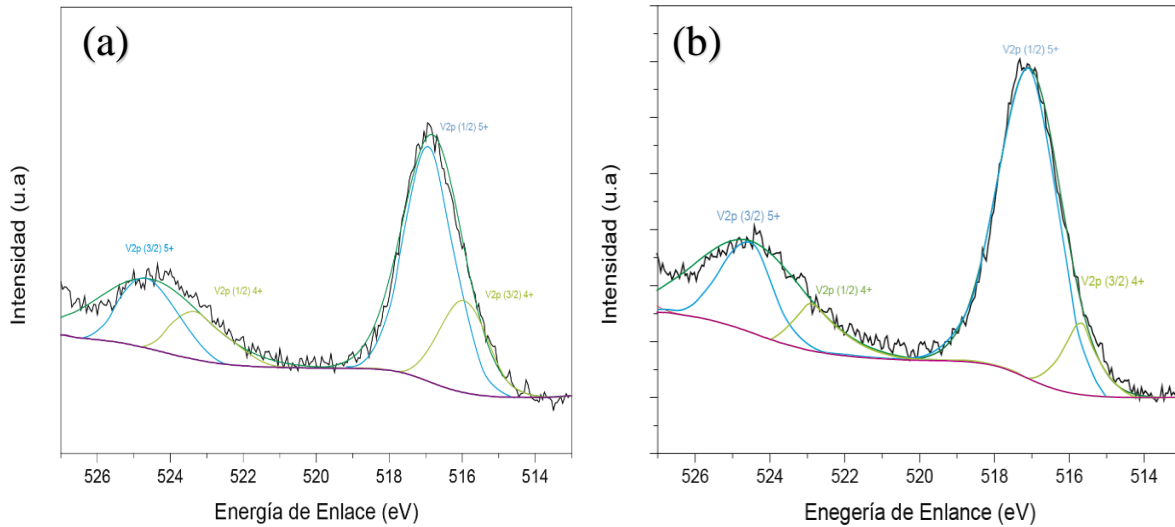 (a)
V2p (1/2) 5+
V2p (3/2) 5+
V2p (1/2) 4+
V2p (3/2) 4+
Intensidad (u.a)
526 524 522 520 518 516 514
Energía de Enlace (eV)
(b)
V2p (1/2) 5+
V2p (3/2) 5+
V2p (1/2) 4+
V2p (3/2) 4+
Intensidad (u.a)
526 524 522 520 518 516 514
Enegería de Enlance (eV)